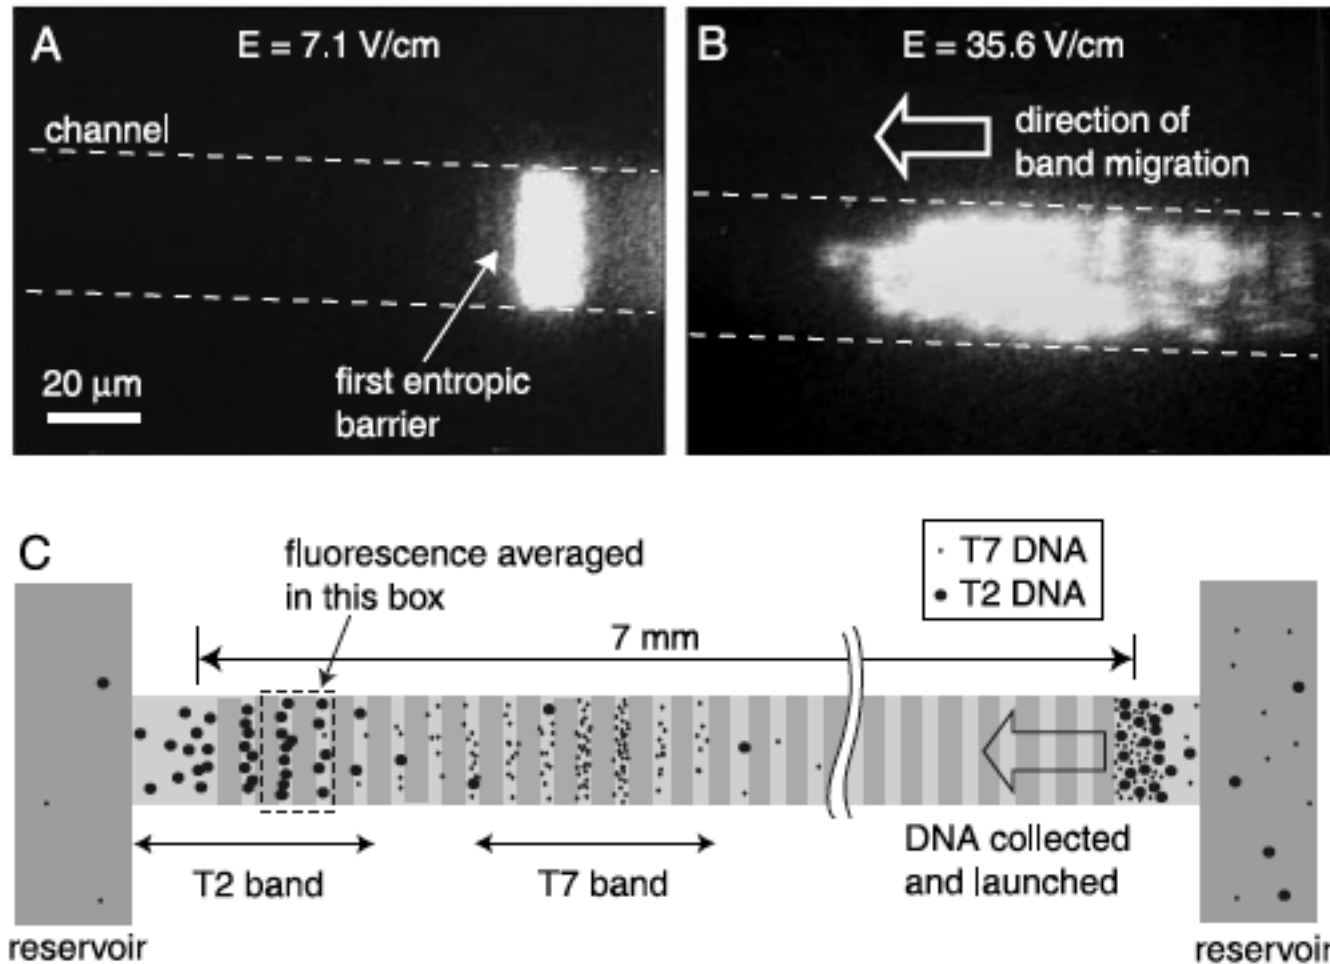 A
E = 7.1 V/cm
channel
first entropic
barrier
20 μm
B
E = 35.6 V/cm
direction of
band migration
C
fluorescence averaged
in this box
T7 DNA
T2 DNA
7 mm
T2 band
T7 band
DNA collected
and launched
reservoir
reservoir